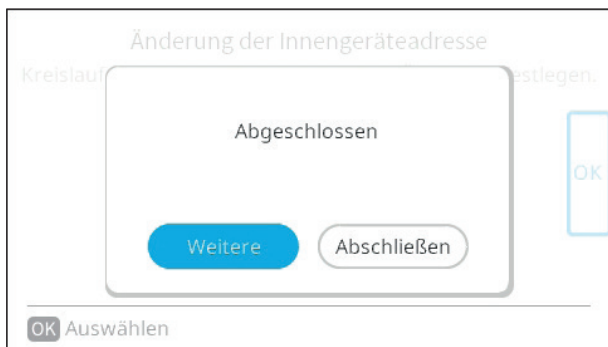 Änderung der Innengeräteadresse
Kreislauf estlegen.
Abgeschlossen
OK
Weitere Abschließen
OK Auswählen